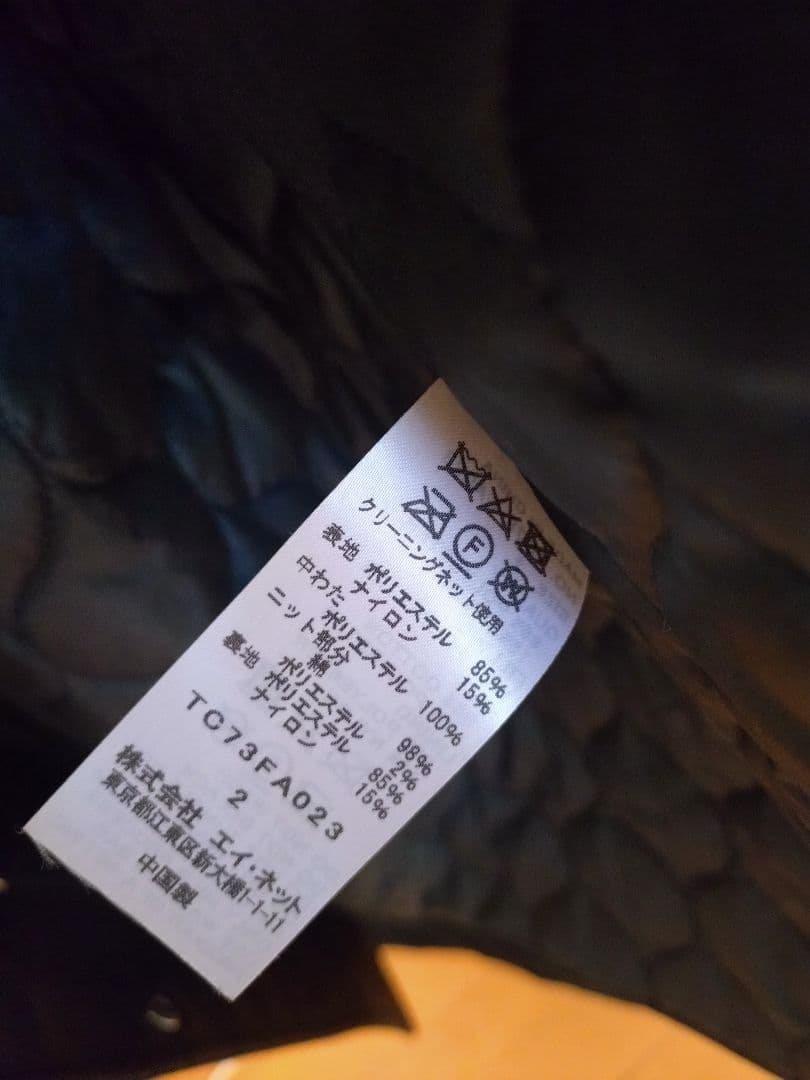 F
W
クリーニングネット使用
表地 ポリエステル 85%
ナイロン 15%
中わた ポリエステル 100%
ニット部分
綿 98%
ポリエステル 2%
裏地 ポリエステル 85%
ナイロン 15%
TC73FA023
2
株式会社 エイ・ネット
東京都江東区新大橋1-1-11
中国製